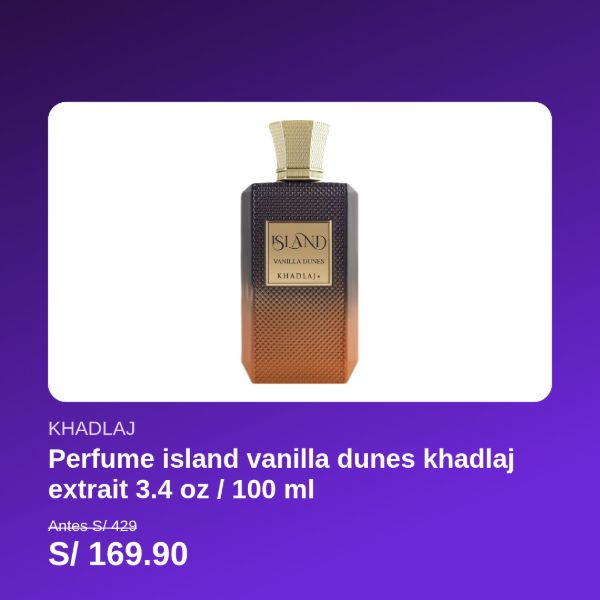 ISLAND
VANILLA DUNES
KHADLAJ
KHADLAJ
Perfume island vanilla dunes khadlaj
extrait 3.4 oz / 100 ml
Antes S/ 429
S/ 169.90